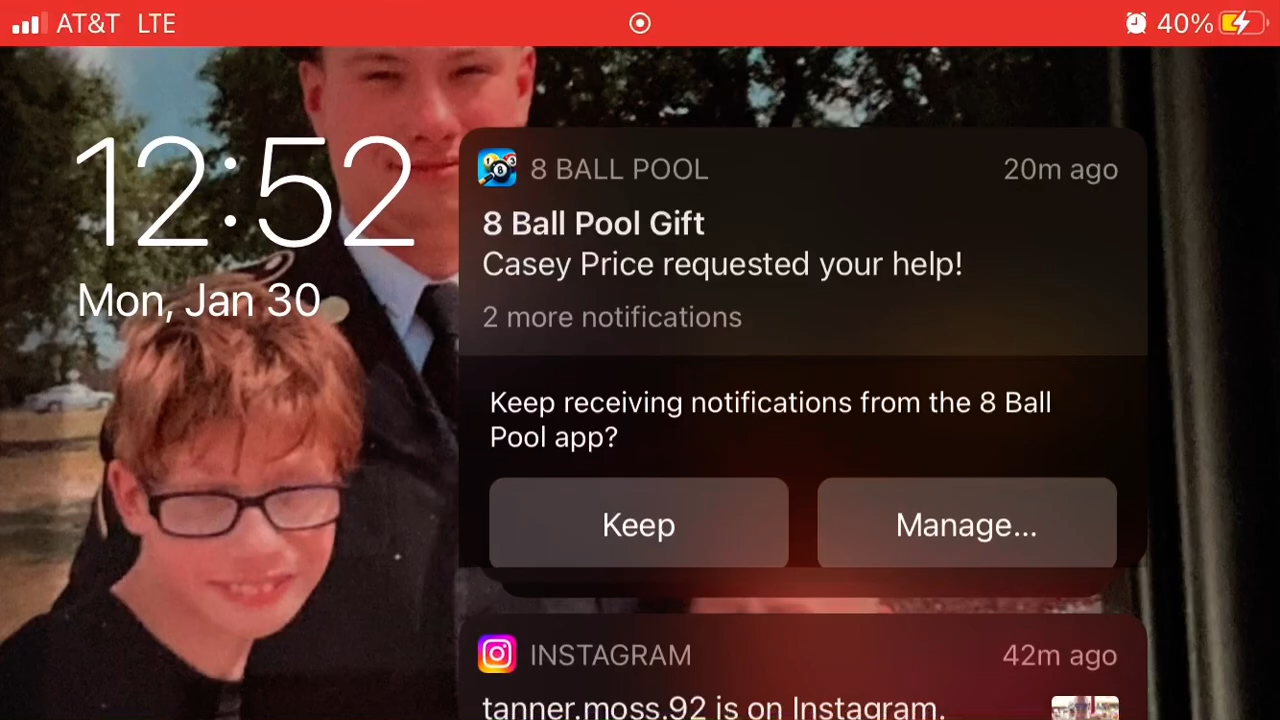 AT&T LTE 40%
12:52
Mon, Jan 30
8 BALL POOL 20m ago
8 Ball Pool Gift
Casey Price requested your help!
2 more notifications
Keep receiving notifications from the 8 Ball
Pool app?
Keep Manage...
INSTAGRAM 42m ago
tanner.moss.92 is on Instagram.